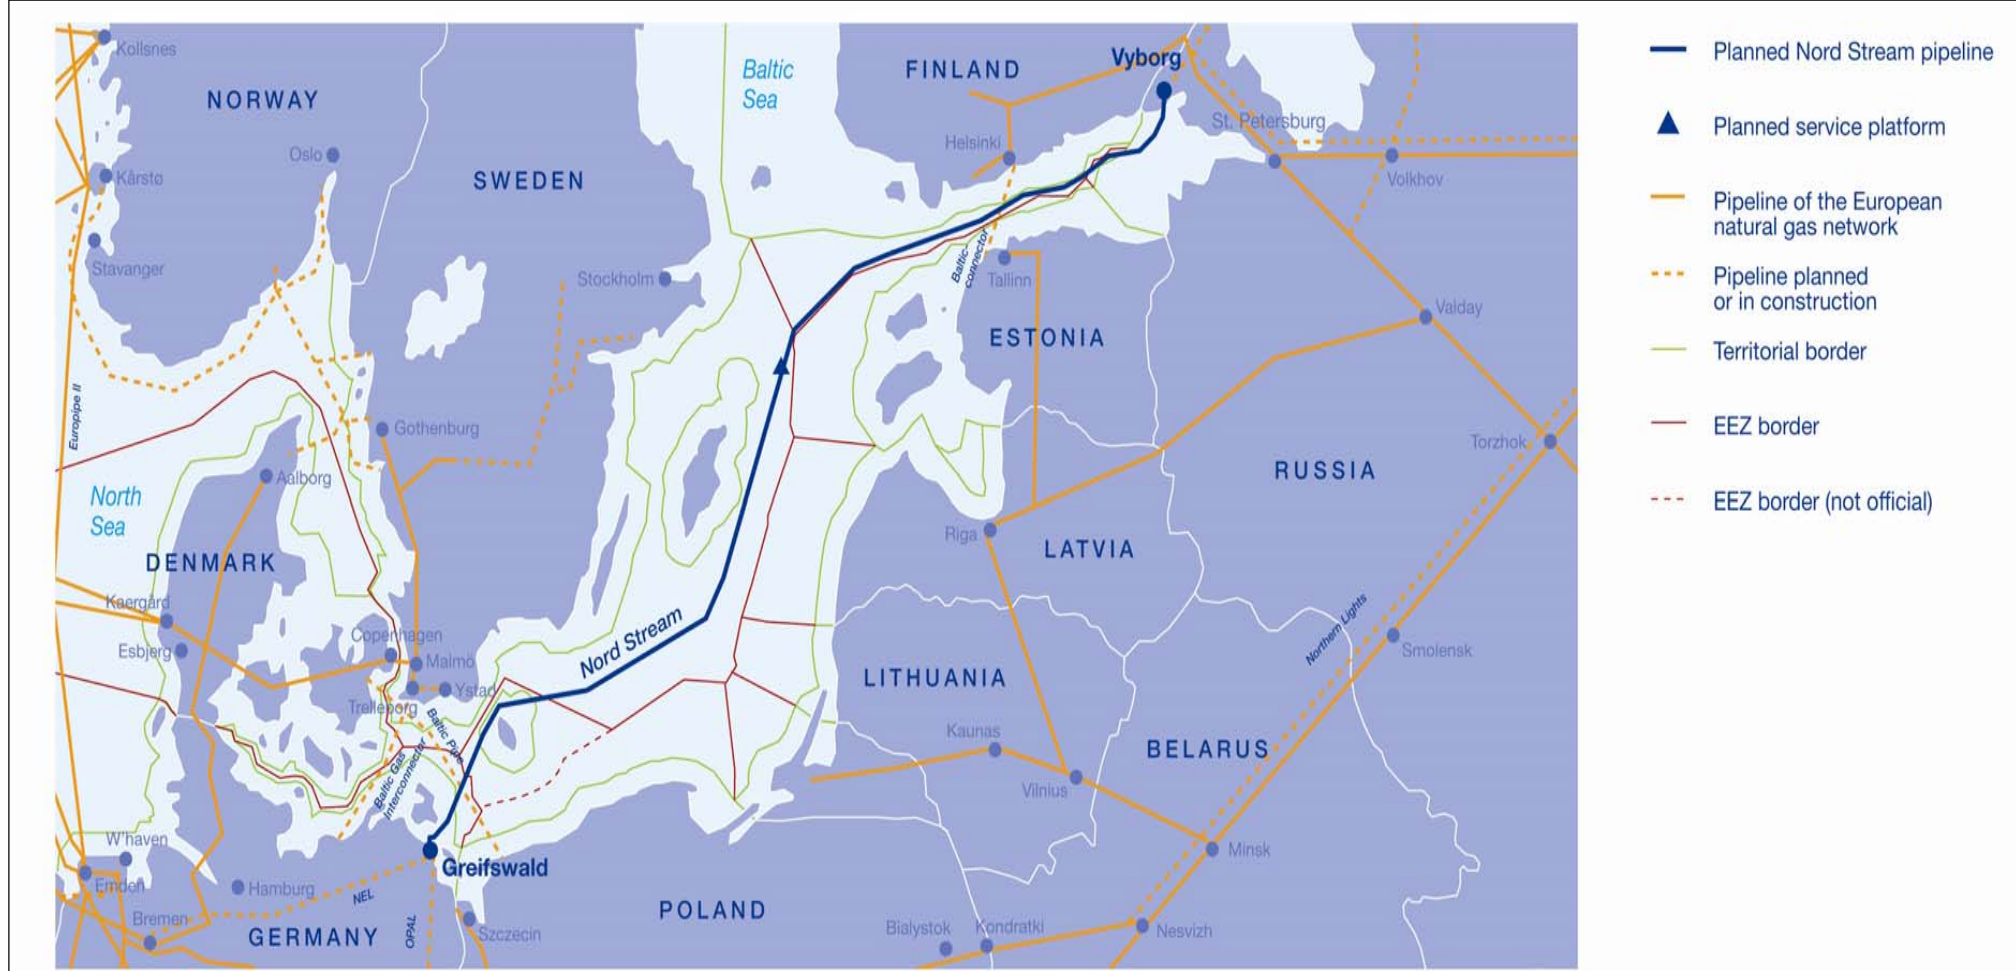 Kollsnes
NORWAY
Oslo
Kårstø
Stavanger
SWEDEN
Stockholm
Baltic
Sea
FINLAND
Vyborg
Helsinki
St. Petersburg
Volkhov
Baltic-
connector
Tallinn
ESTONIA
Valday
Torzhok
RUSSIA
Europipe II
Gothenburg
Aalborg
North
Sea
DENMARK
Kaergård
Esbjerg
Copenhagen
Malmö
Ystad
Trelleborg
Baltic Pipe
Baltic Gas
Interconnector
Nord Stream
Riga
LATVIA
LITHUANIA
Kaunas
Vilnius
BELARUS
Northern Lights
Smolensk
Minsk
Nesvizh
W'haven
Emden
Bremen
Hamburg
NEL
OPAL
GERMANY
Greifswald
Szczecin
POLAND
Bialystok
Kondratki
Planned Nord Stream pipeline
Planned service platform
Pipeline of the European
natural gas network
Pipeline planned
or in construction
Territorial border
EEZ border
EEZ border (not official)